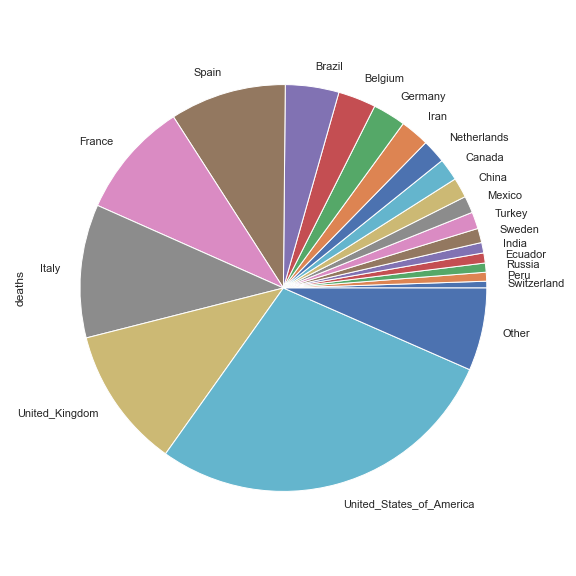 Spain
Brazil
Belgium
Germany
Iran
Netherlands
Canada
China
Mexico
Turkey
Sweden
India
Ecuador
Russia
Peru
Switzerland
Other
United_States_of_America
United_Kingdom
Italy
France
deaths